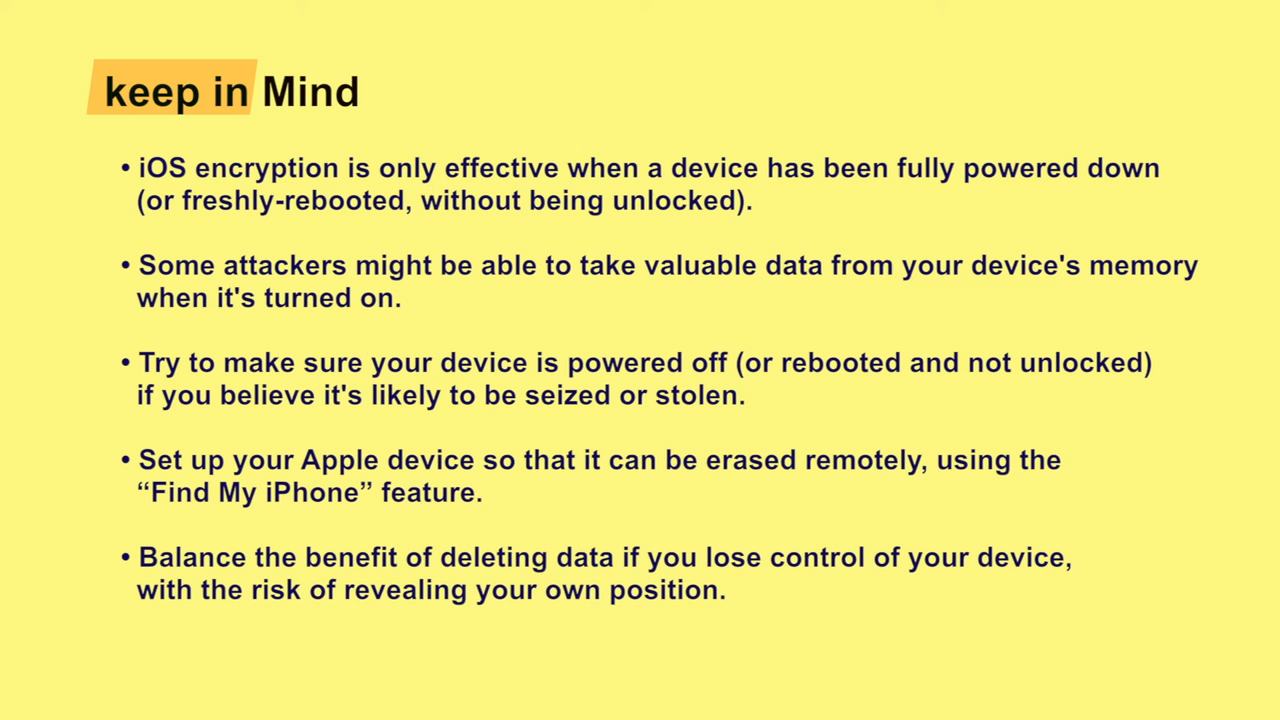 keep in Mind
• iOS encryption is only effective when a device has been fully powered down
(or freshly-rebooted, without being unlocked).
• Some attackers might be able to take valuable data from your device's memory
when it's turned on.
• Try to make sure your device is powered off (or rebooted and not unlocked)
if you believe it's likely to be seized or stolen.
• Set up your Apple device so that it can be erased remotely, using the
“Find My iPhone” feature.
• Balance the benefit of deleting data if you lose control of your device,
with the risk of revealing your own position.